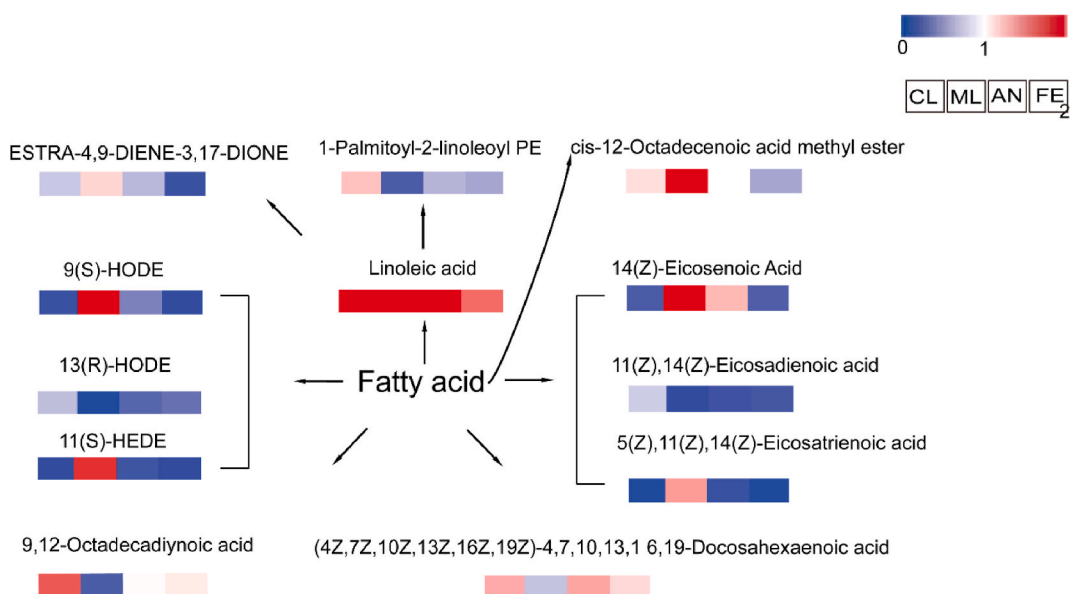 0 1
CL ML AN FE
2
ESTRA-4,9-DIENE-3,17-DIONE
1-Palmitoyl-2-linoleoyl PE
cis-12-Octadecenoic acid methyl ester
9(S)-HODE
Linoleic acid
14(Z)-Eicosenoic Acid
13(R)-HODE
Fatty acid
11(Z),14(Z)-Eicosadienoic acid
11(S)-HEDE
5(Z),11(Z),14(Z)-Eicosatrienoic acid
9,12-Octadecadiynoic acid
(4Z,7Z,10Z,13Z,16Z,19Z)-4,7,10,13,1 6,19-Docosahexaenoic acid